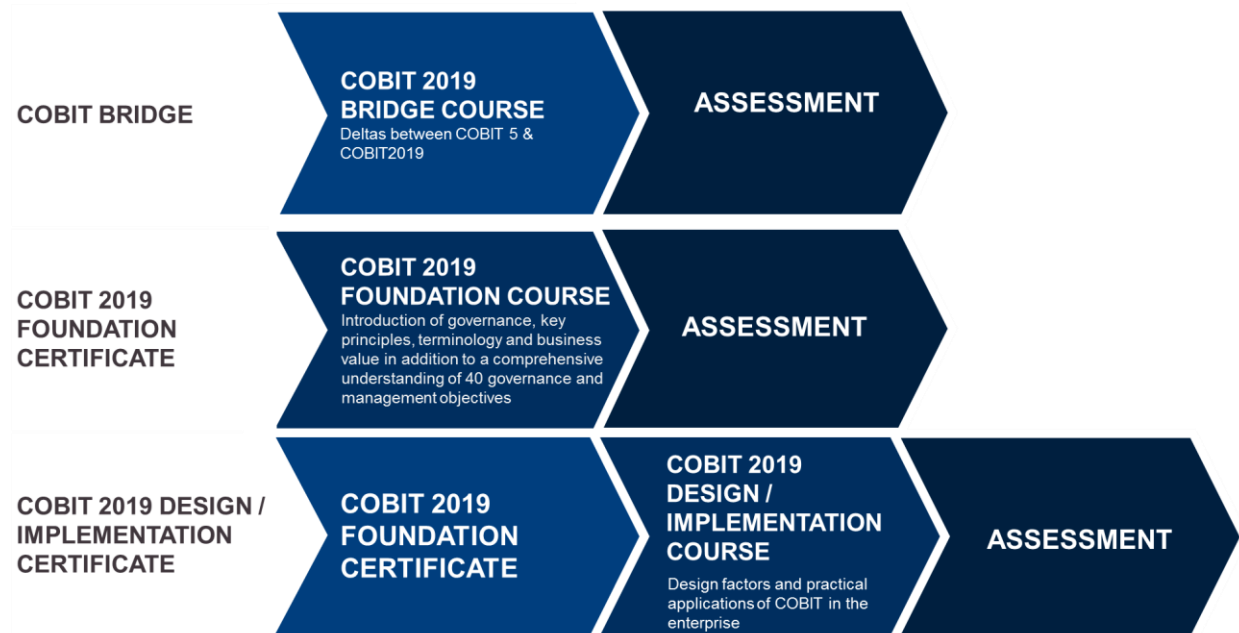 COBIT BRIDGE
COBIT 2019
BRIDGE COURSE
Deltas between COBIT 5 &
COBIT2019
ASSESSMENT
COBIT 2019
FOUNDATION
CERTIFICATE
COBIT 2019
FOUNDATION COURSE
Introduction of governance, key
principles, terminology and business
value in addition to a comprehensive
understanding of 40 governance and
management objectives
ASSESSMENT
COBIT 2019 DESIGN /
IMPLEMENTATION
CERTIFICATE
COBIT 2019
FOUNDATION
CERTIFICATE
COBIT 2019
DESIGN /
IMPLEMENTATION
COURSE
Design factors and practical
applications of COBIT in the
enterprise
ASSESSMENT